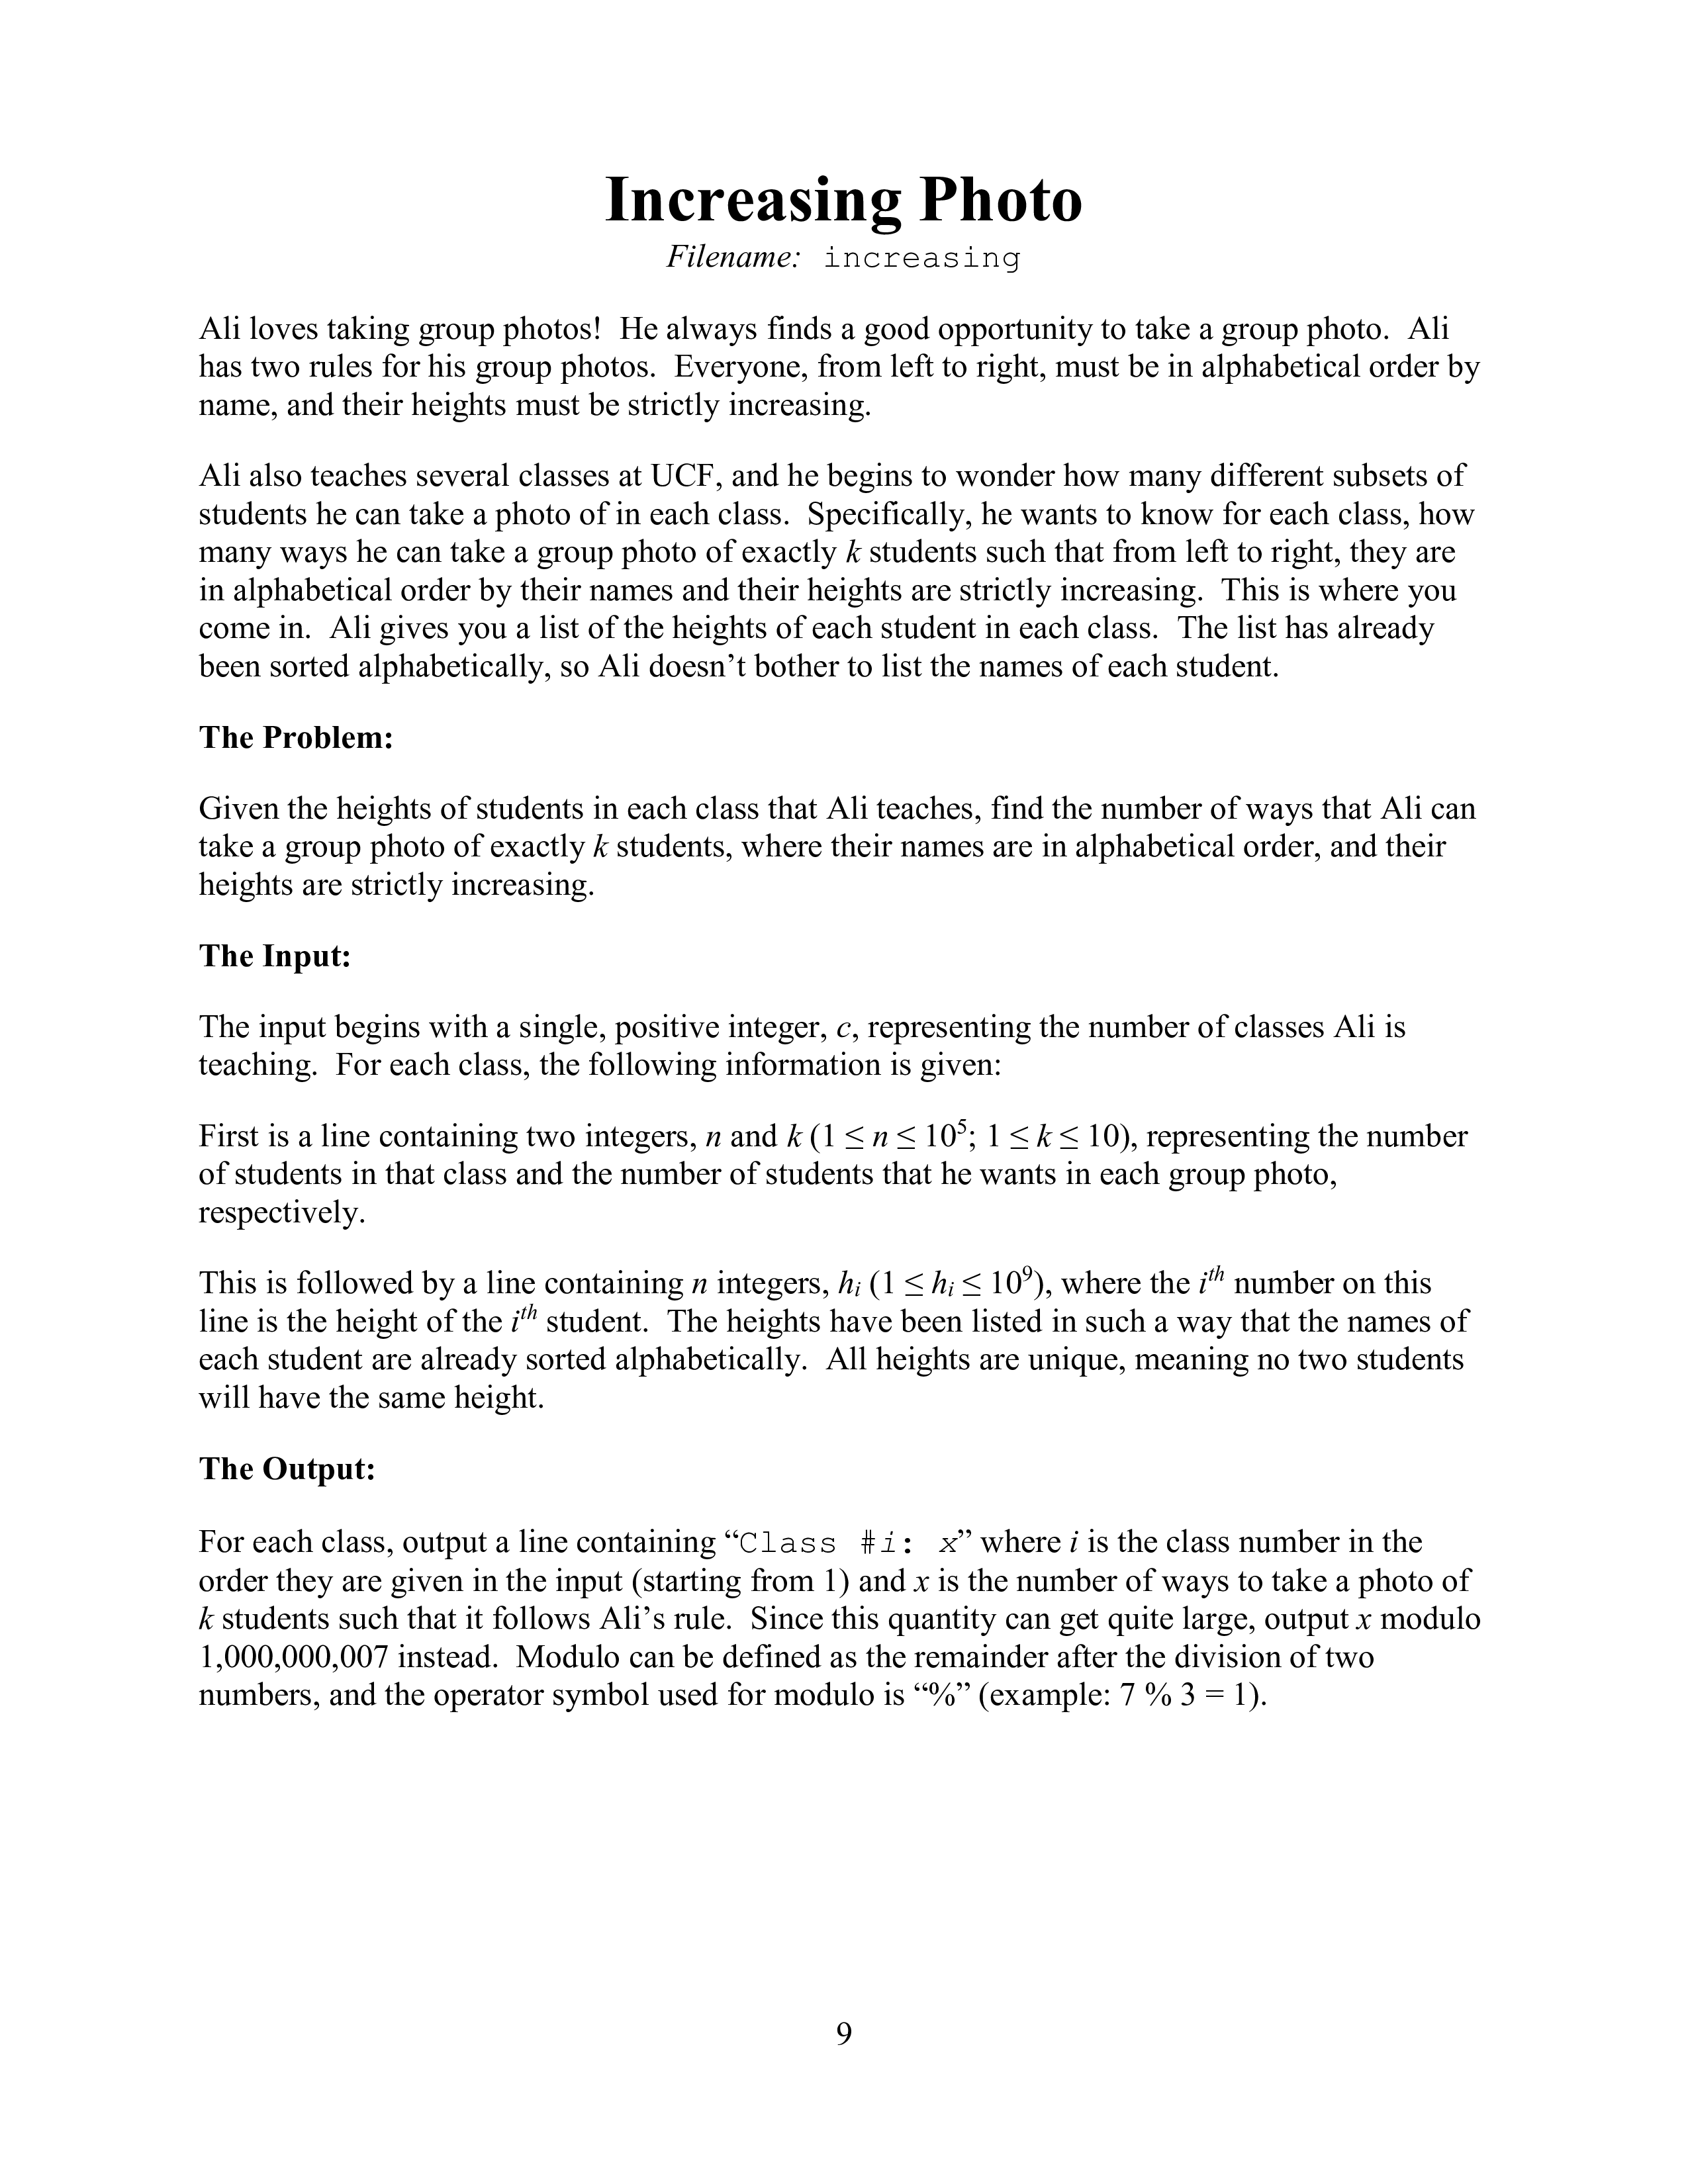 Increasing Photo
Filename: increasing
Ali loves taking group photos! He always finds a good opportunity to take a group photo. Ali
has two rules for his group photos. Everyone, from left to right, must be in alphabetical order by
name, and their heights must be strictly increasing.
Ali also teaches several classes at UCF, and he begins to wonder how many different subsets of
students he can take a photo of in each class. Specifically, he wants to know for each class, how
many ways he can take a group photo of exactly k students such that from left to right, they are
in alphabetical order by their names and their heights are strictly increasing. This is where you
come in. Ali gives you a list of the heights of each student in each class. The list has already
been sorted alphabetically, so Ali doesn’t bother to list the names of each student.
The Problem:
Given the heights of students in each class that Ali teaches, find the number of ways that Ali can
take a group photo of exactly k students, where their names are in alphabetical order, and their
heights are strictly increasing.
The Input:
The input begins with a single, positive integer, c, representing the number of classes Ali is
teaching. For each class, the following information is given:
First is a line containing two integers, n and k (1 ≤ n ≤ 10⁵; 1 ≤ k ≤ 10), representing the number
of students in that class and the number of students that he wants in each group photo,
respectively.
This is followed by a line containing n integers, hᵢ (1 ≤ hᵢ ≤ 10⁹), where the iᵗʰ number on this
line is the height of the iᵗʰ student. The heights have been listed in such a way that the names of
each student are already sorted alphabetically. All heights are unique, meaning no two students
will have the same height.
The Output:
For each class, output a line containing “Class #i: x” where i is the class number in the
order they are given in the input (starting from 1) and x is the number of ways to take a photo of
k students such that it follows Ali’s rule. Since this quantity can get quite large, output x modulo
1,000,000,007 instead. Modulo can be defined as the remainder after the division of two
numbers, and the operator symbol used for modulo is “%” (example: 7 % 3 = 1).
9